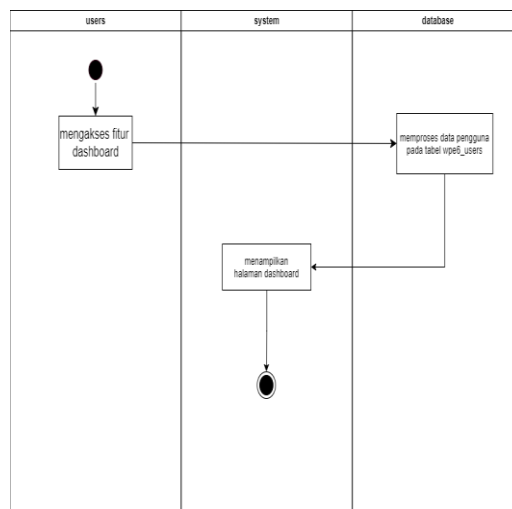 users
system
database
mengakses fitur
dashboard
memproses data pengguna
pada tabel wpe6_users
menampilkan
halaman dashboard